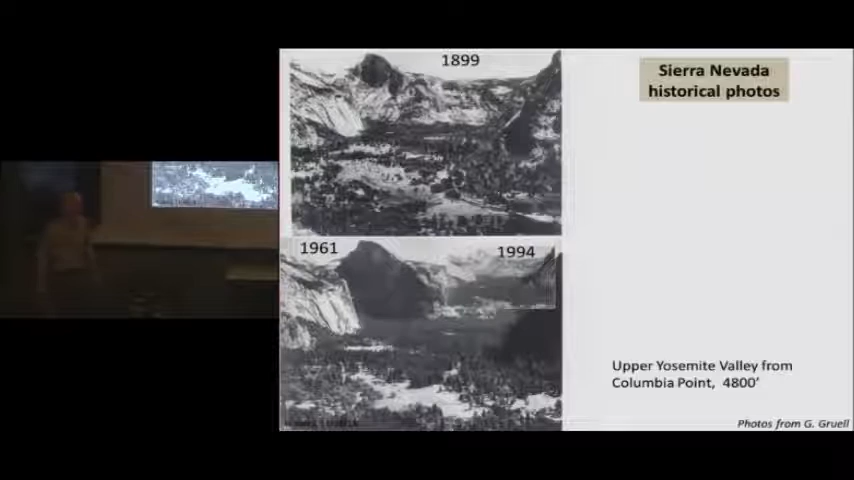 1899
Sierra Nevada
historical photos
1961
1994
Upper Yosemite Valley from
Columbia Point, 4800'
Photos from G. Gruell